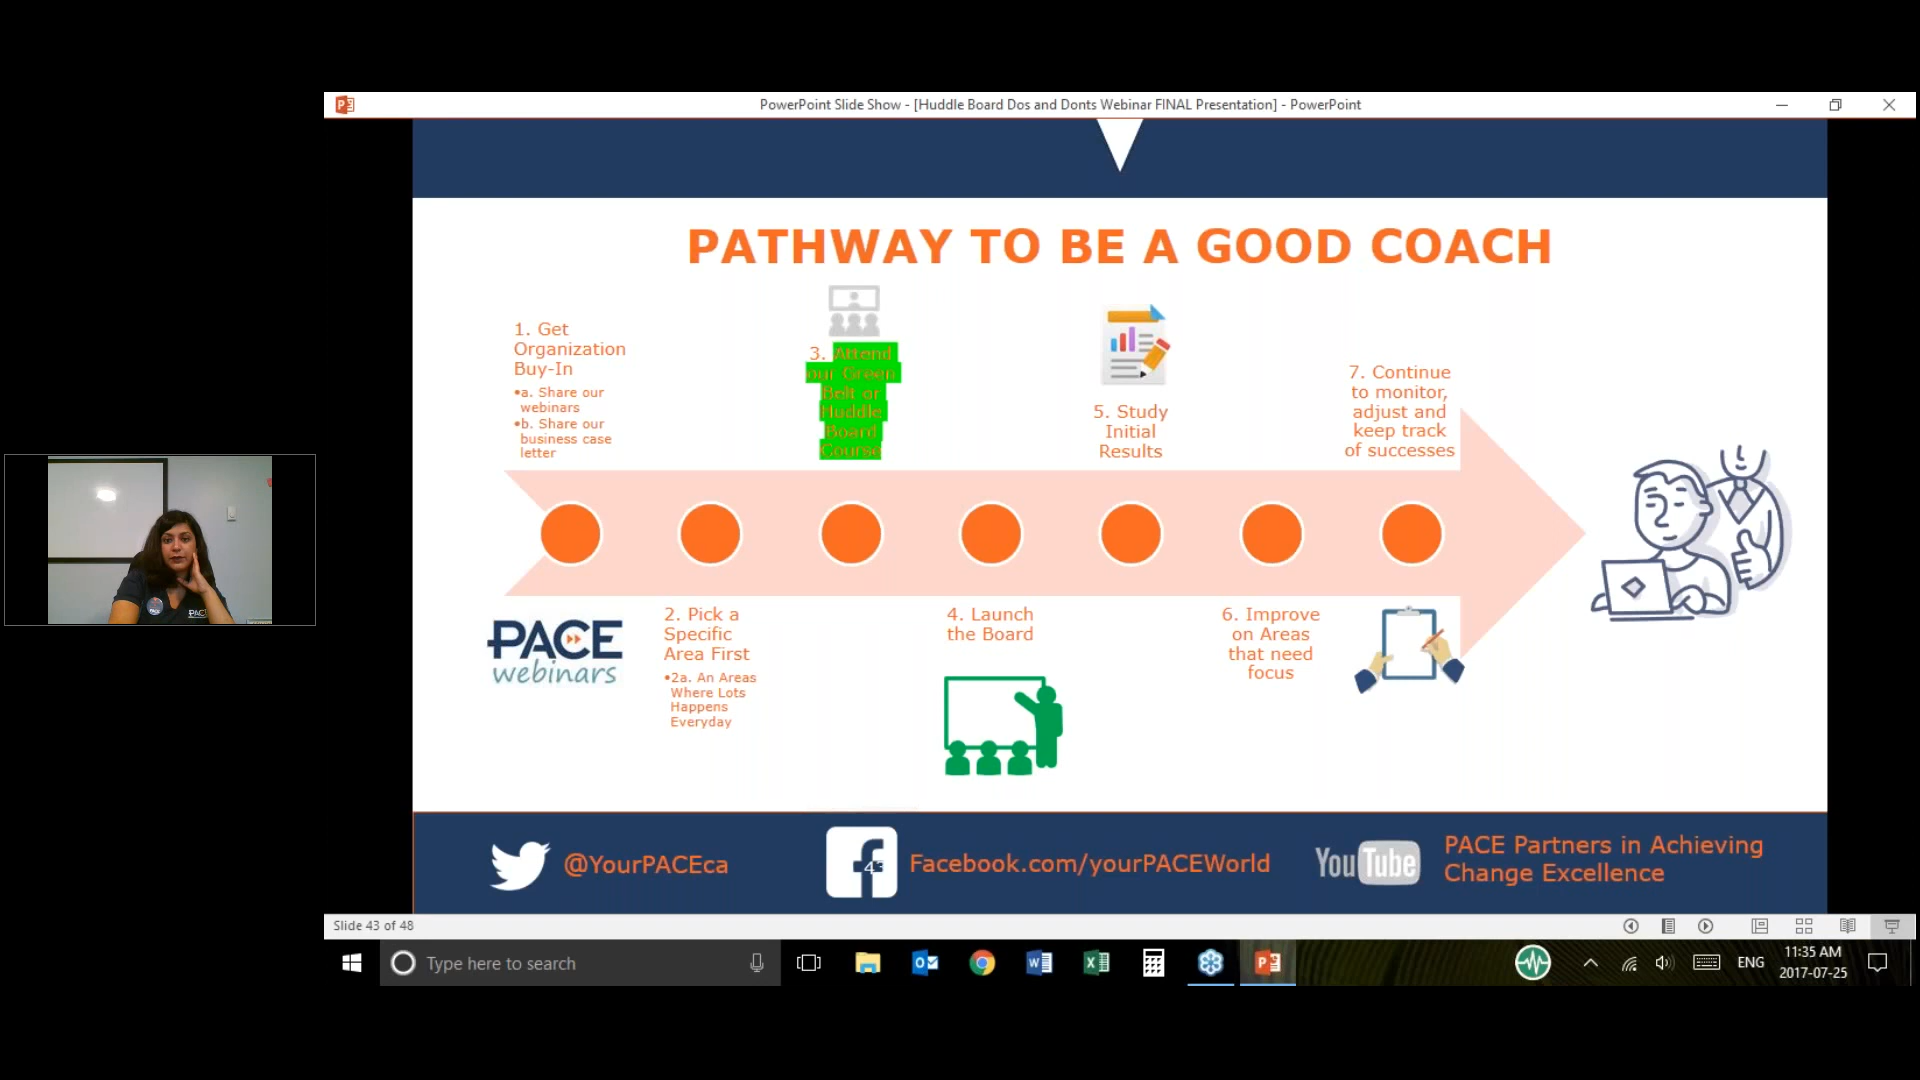 PowerPoint Slide Show - [Huddle Board Dos and Donts Webinar FINAL Presentation] - PowerPoint
PATHWAY TO BE A GOOD COACH
1. Get
Organization
Buy-In
•a. Share our
webinars
•b. Share our
business case
letter
3. Attend
our Green
Belt or
Huddle
Board
Course
5. Study
Initial
Results
7. Continue
to monitor,
adjust and
keep track
of successes
PACE
webinars
2. Pick a
Specific
Area First
•2a. An Areas
Where Lots
Happens
Everyday
4. Launch
the Board
6. Improve
on Areas
that need
focus
PACE
@YourPACEca
Facebook.com/yourPACEWorld
YouTube
PACE Partners in Achieving
Change Excellence
Slide 43 of 48
Type here to search
ENG
11:35 AM
2017-07-25